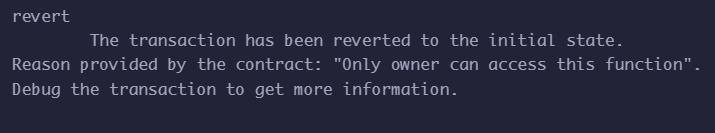 revert
The transaction has been reverted to the initial state.
Reason provided by the contract: "Only owner can access this function".
Debug the transaction to get more information.